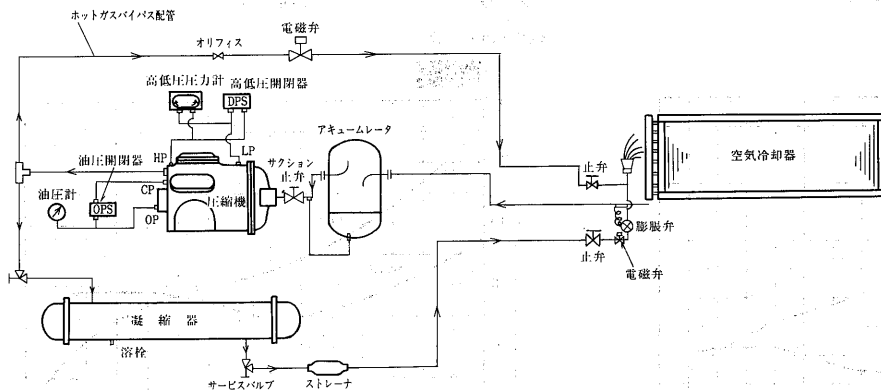 ホットガスバイパス配管
オリフィス
電磁弁
高低圧圧力計
高低圧開閉器
DPS
アキュームレータ
HP
LP
サクション
止弁
油圧開閉器
油圧計
OPS
CP
OP
圧縮機
空気冷却器
止弁
膨脹弁
止弁
電磁弁
凝縮器
溶栓
サービスバルブ
ストレーナ